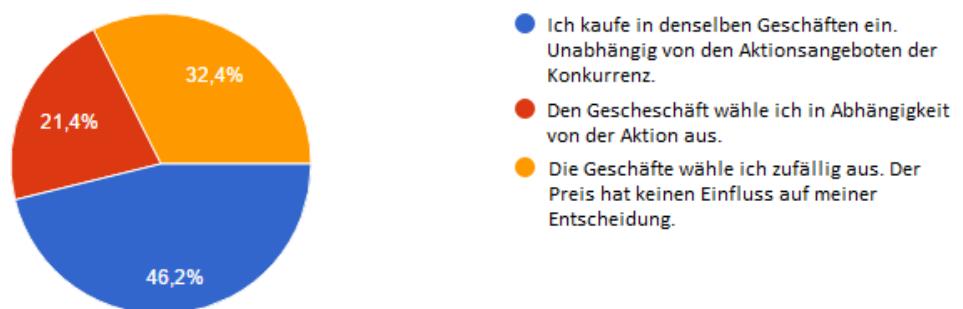 32,4%
21,4%
46,2%
Ich kaufe in denselben Geschäften ein.
Unabhängig von den Aktionsangeboten der
Konkurrenz.
Den Gescheschäft wähle ich in Abhängigkeit
von der Aktion aus.
Die Geschäfte wähle ich zufällig aus. Der
Preis hat keinen Einfluss auf meiner
Entscheidung.